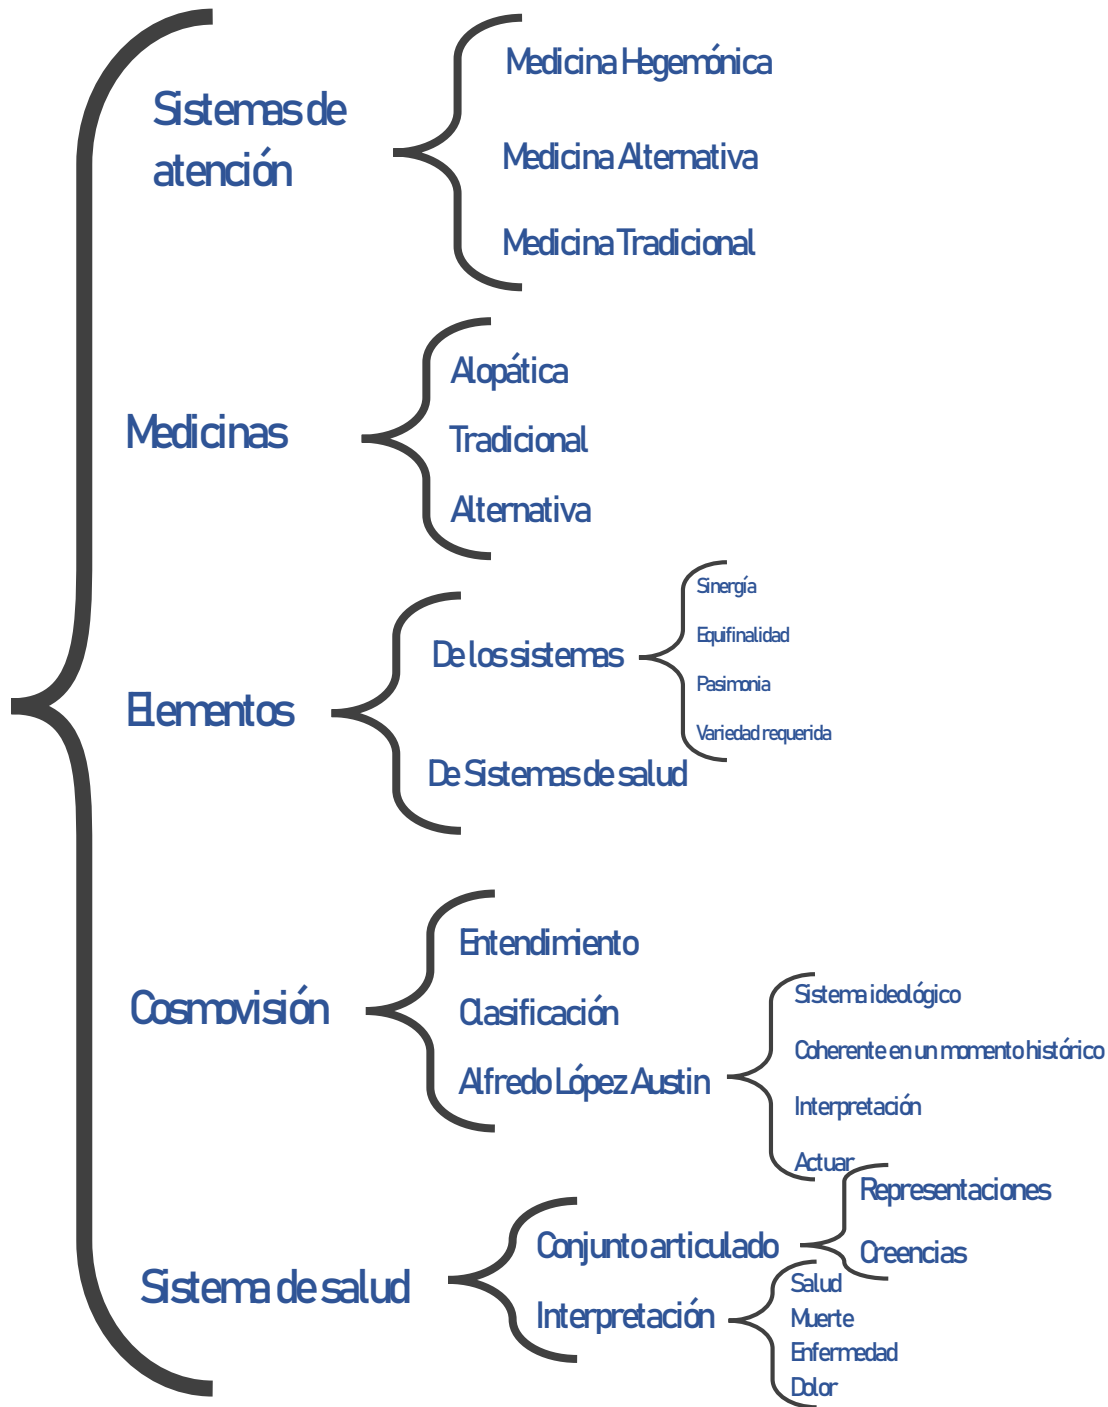 Sistemas de
atención
Medicina Hegemónica
Medicina Alternativa
Medicina Tradicional
Medicinas
Alopática
Tradicional
Alternativa
Elementos
De los sistemas
Sinergía
Equifinalidad
Pasimonia
Variedad requerida
De Sistemas de salud
Cosmovisión
Entendimiento
Clasificación
Alfredo López Austin
Sistema ideológico
Coherente en un momento histórico
Interpretación
Actuar
Sistema de salud
Conjunto articulado
Representaciones
Creencias
Interpretación
Salud
Muerte
Enfermedad
Dolor